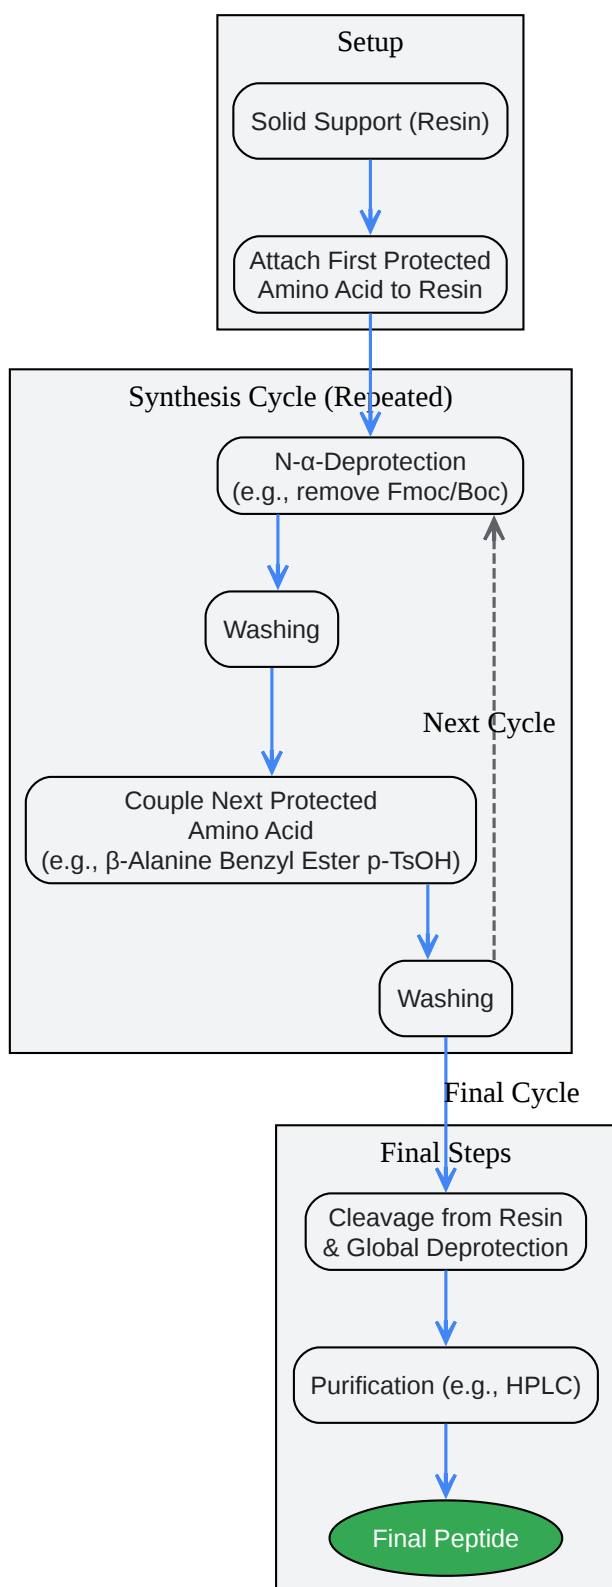 Setup
Solid Support (Resin)
Attach First Protected
Amino Acid to Resin
Synthesis Cycle (Repeated)
N-α-Deprotection
(e.g., remove Fmoc/Boc)
Washing
Next Cycle
Couple Next Protected
Amino Acid
(e.g., β-Alanine Benzyl Ester p-TsOH)
Washing
Final Cycle
Final Steps
Cleavage from Resin
& Global Deprotection
Purification (e.g., HPLC)
Final Peptide